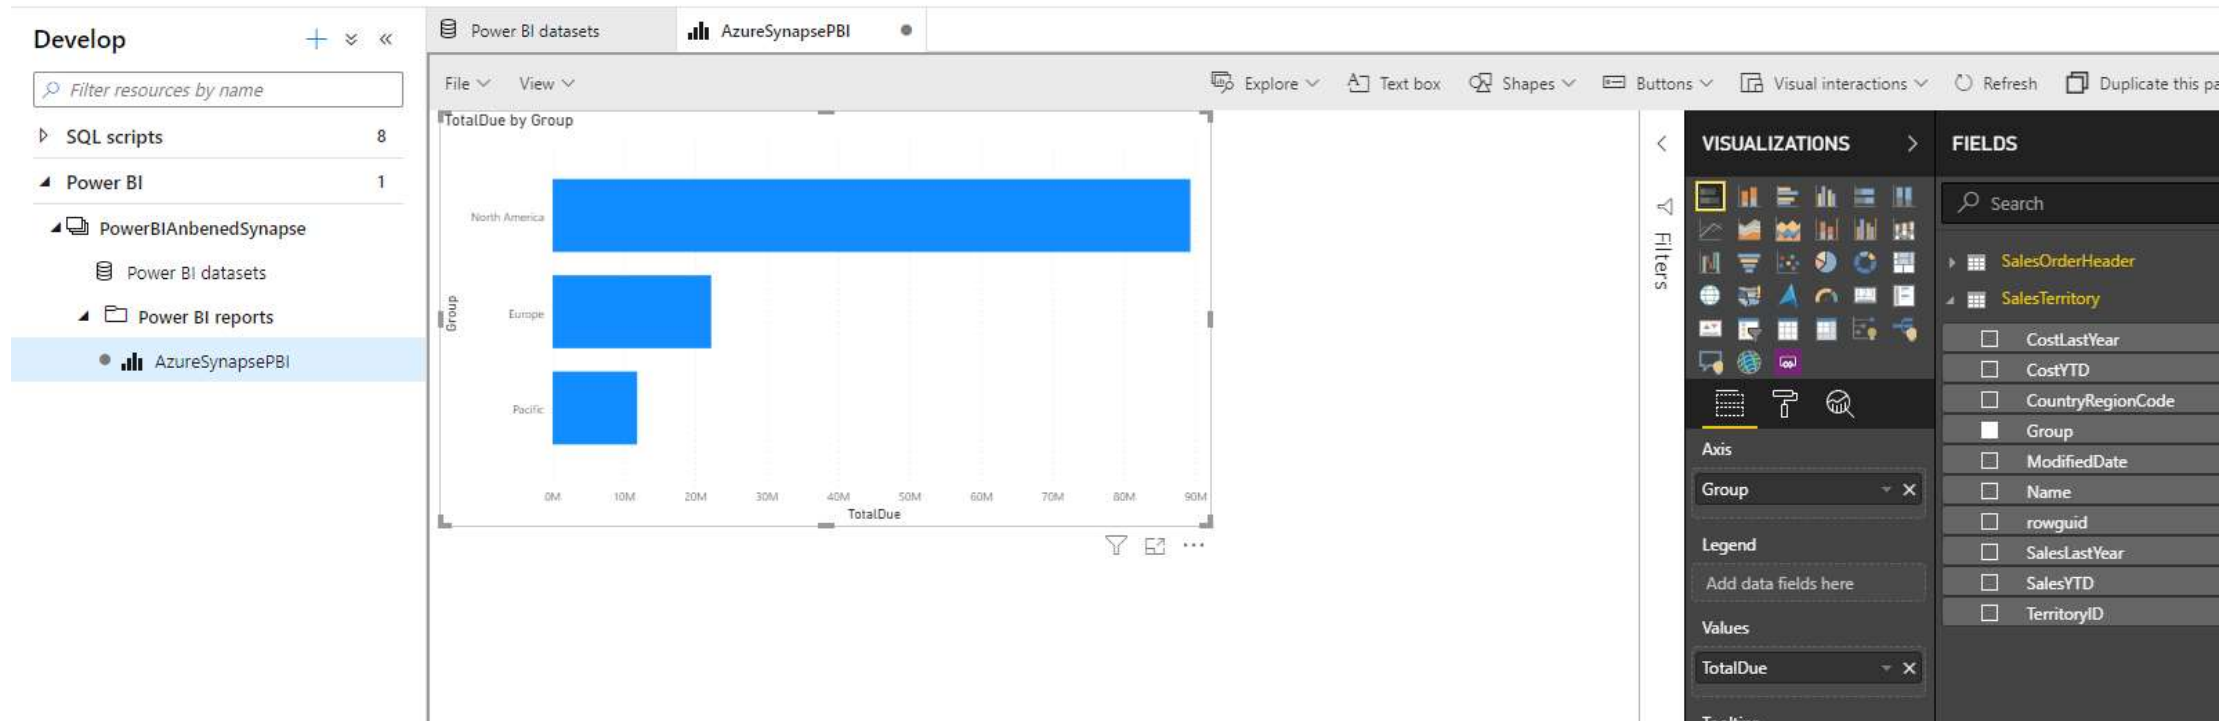 Develop
Filter resources by name
SQL scripts 8
Power BI 1
PowerBIAnbenedSynapse
Power BI datasets
Power BI reports
AzureSynapsePBI
Power BI datasets
AzureSynapsePBI
File View Explore Text box Shapes Buttons Visual interactions Refresh Duplicate this pa
TotalDue by Group
Group
North America
Europe
Pacific
0M 10M 20M 30M 40M 50M 60M 70M 80M 90M
TotalDue
Filters
VISUALIZATIONS
Axis
Group
Legend
Add data fields here
Values
TotalDue
FIELDS
Search
SalesOrderHeader
SalesTerritory
CostLastYear
CostYTD
CountryRegionCode
Group
ModifiedDate
Name
rowguid
SalesLastYear
SalesYTD
TerritoryID